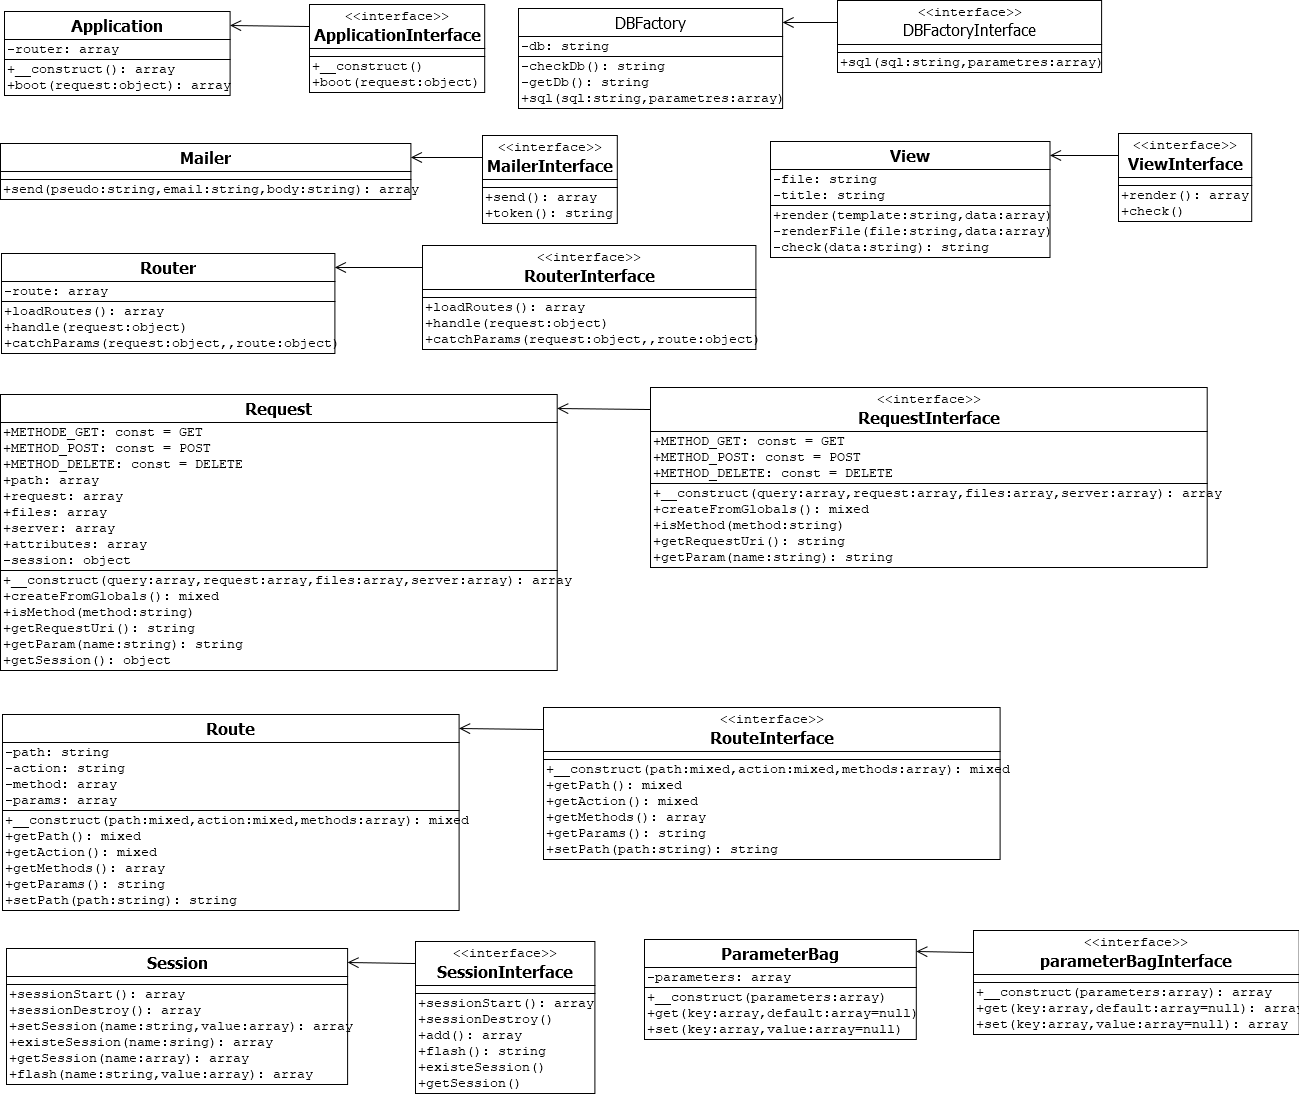 Application
-router: array
+__construct(): array
+boot(request:object): array
<<interface>>
ApplicationInterface
+__construct()
+boot(request:object)
DBFactory
-db: string
-checkDb(): string
-getDb(): string
+sql(sql:string,parametres:array)
<<interface>>
DBFactoryInterface
+sql(sql:string,parametres:array)
Mailer
+send(pseudo:string,email:string,body:string): array
<<interface>>
MailerInterface
+send(): array
+token(): string
View
-file: string
-title: string
+render(template:string,data:array)
-renderFile(file:string,data:array)
-check(data:string): string
<<interface>>
ViewInterface
+render(): array
+check()
Router
-route: array
+loadRoutes(): array
+handle(request:object)
+catchParams(request:object,,route:object)
<<interface>>
RouterInterface
+loadRoutes(): array
+handle(request:object)
+catchParams(request:object,,route:object)
Request
+METHODE_GET: const = GET
+METHOD_POST: const = POST
+METHOD_DELETE: const = DELETE
+path: array
+request: array
+files: array
+server: array
+attributes: array
-session: object
+__construct(query:array,request:array,files:array,server:array): array
+createFromGlobals(): mixed
+isMethod(method:string)
+getRequestUri(): string
+getParam(name:string): string
+getSession(): object
<<interface>>
RequestInterface
+METHOD_GET: const = GET
+METHOD_POST: const = POST
+METHOD_DELETE: const = DELETE
+__construct(query:array,request:array,files:array,server:array): array
+createFromGlobals(): mixed
+isMethod(method:string)
+getRequestUri(): string
+getParam(name:string): string
Route
-path: string
-action: string
-method: array
-params: array
+__construct(path:mixed,action:mixed,methods:array): mixed
+getPath(): mixed
+getAction(): mixed
+getMethods(): array
+getParams(): string
+setPath(path:string): string
<<interface>>
RouteInterface
+__construct(path:mixed,action:mixed,methods:array): mixed
+getPath(): mixed
+getAction(): mixed
+getMethods(): array
+getParams(): string
+setPath(path:string): string
Session
+sessionStart(): array
+sessionDestroy(): array
+setSession(name:string,value:array): array
+existeSession(name:sring): array
+getSession(name:array): array
+flash(name:string,value:array): array
<<interface>>
SessionInterface
+sessionStart(): array
+sessionDestroy()
+add(): array
+flash(): string
+existeSession()
+getSession()
ParameterBag
-parameters: array
+__construct(parameters:array)
+get(key:array,default:array=null)
+set(key:array,value:array=null)
<<interface>>
parameterBagInterface
+__construct(parameters:array): array
+get(key:array,default:array=null): array
+set(key:array,value:array=null): array